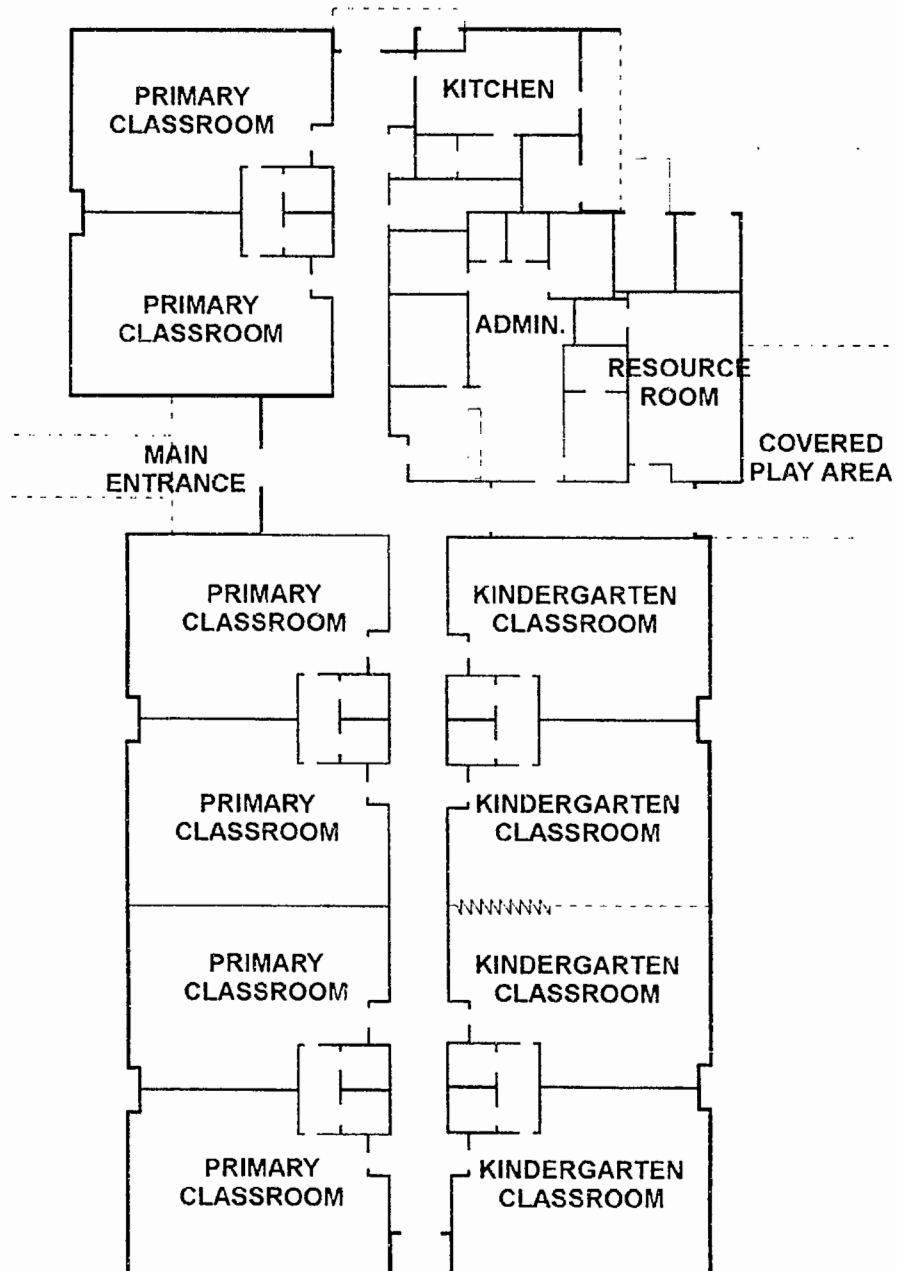 PRIMARY
CLASSROOM
KITCHEN
PRIMARY
CLASSROOM
ADMIN.
RESOURCE
ROOM
MAIN
ENTRANCE
COVERED
PLAY AREA
PRIMARY
CLASSROOM
KINDERGARTEN
CLASSROOM
PRIMARY
CLASSROOM
KINDERGARTEN
CLASSROOM
PRIMARY
CLASSROOM
KINDERGARTEN
CLASSROOM
PRIMARY
CLASSROOM
KINDERGARTEN
CLASSROOM